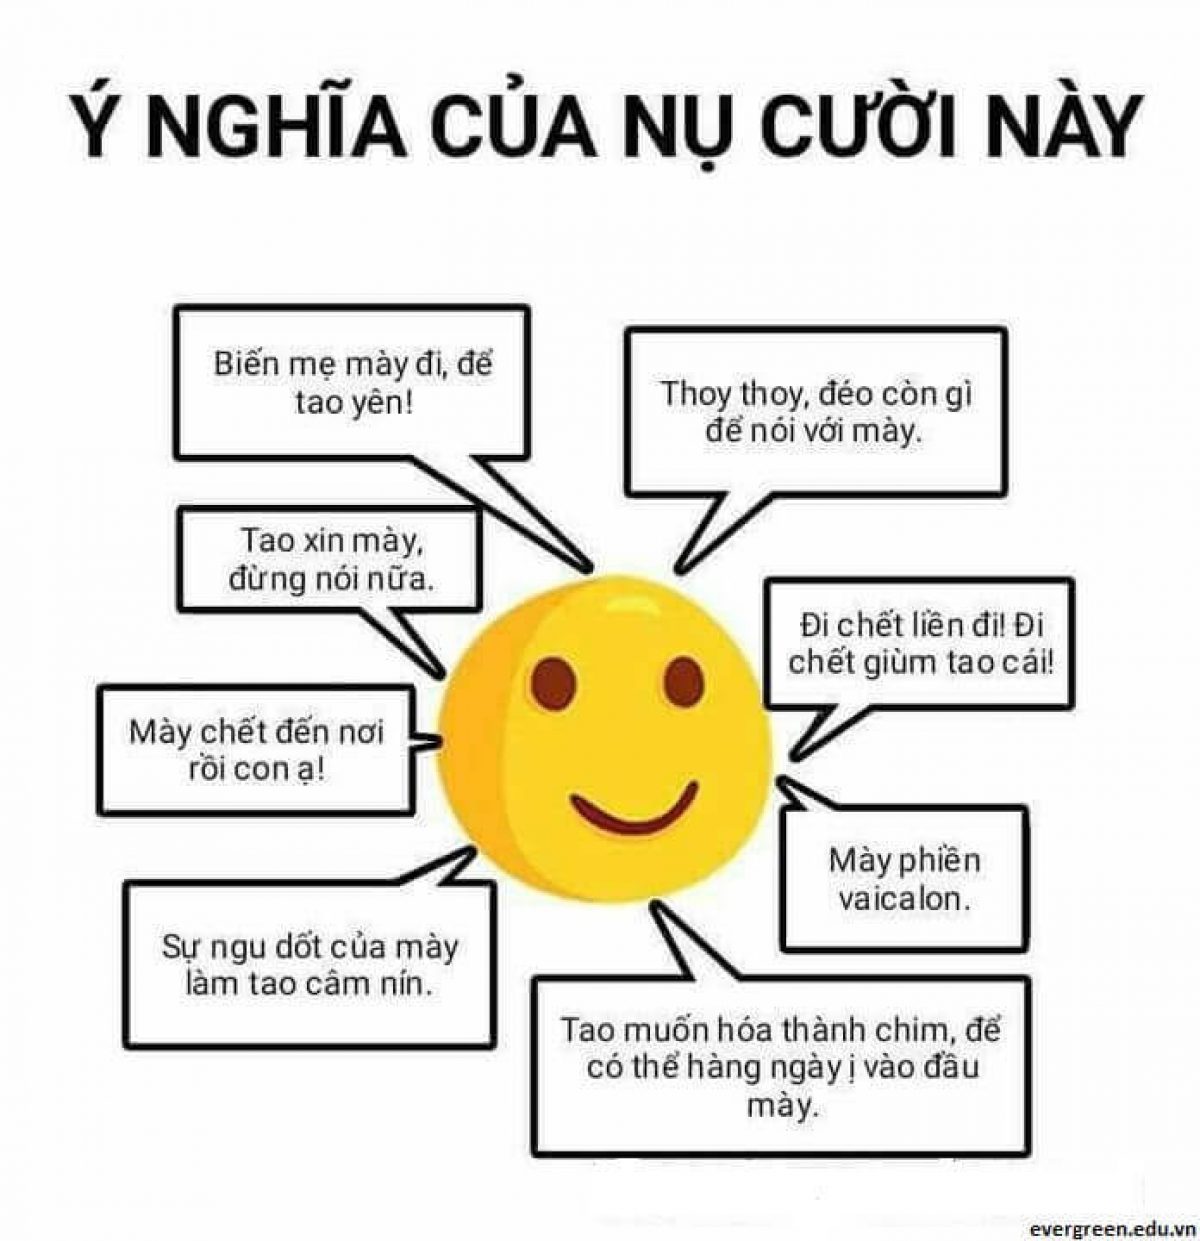 Ý NGHĨA CỦA NỤ CƯỜI NÀY
Biến mẹ mày đi, để
tao yên!
Thoy thoy, đéo còn gì
để nói với mày.
Tao xin mày,
đừng nói nữa.
Đi chết liền đi! Đi
chết giùm tao cái!
Mày chết đến nơi
rồi con ạ!
Mày phiền
vaicalon.
Sự ngu dốt của mày
làm tao câm nín.
Tao muốn hóa thành chim, để
có thể hàng ngày ị vào đầu
mày.
evergreen.edu.vn